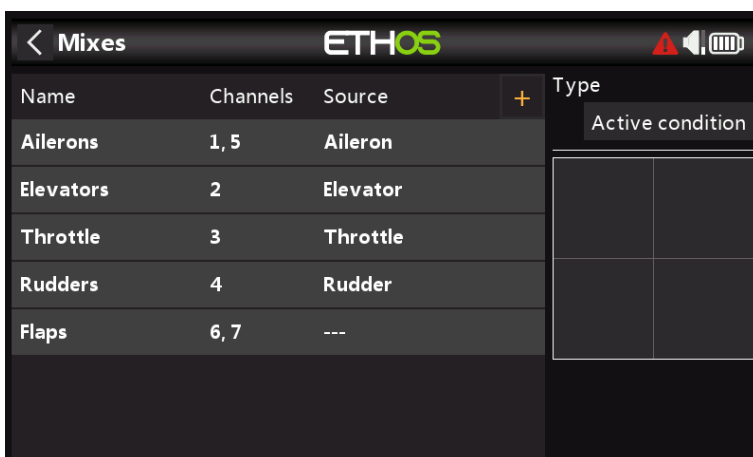 Mixes ETHOS
Name Channels Source + Type
Active condition
Ailerons 1, 5 Aileron
Elevators 2 Elevator
Throttle 3 Throttle
Rudders 4 Rudder
Flaps 6, 7 ---